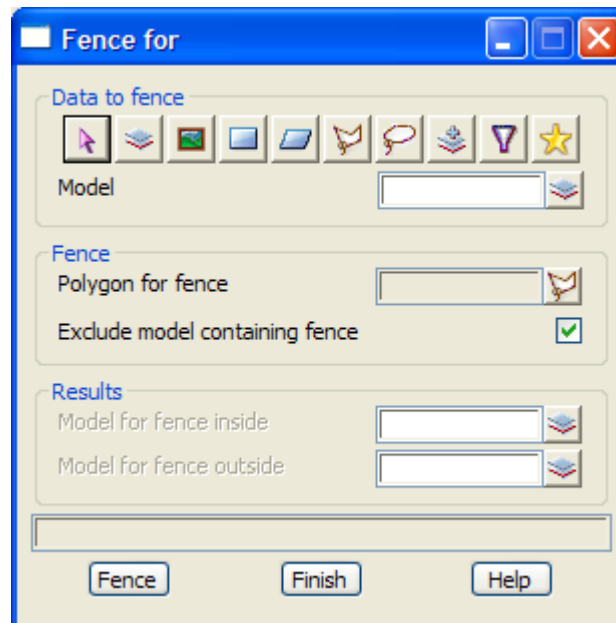 Fence for
Data to fence
Model
Fence
Polygon for fence
Exclude model containing fence
Results
Model for fence inside
Model for fence outside
Fence Finish Help